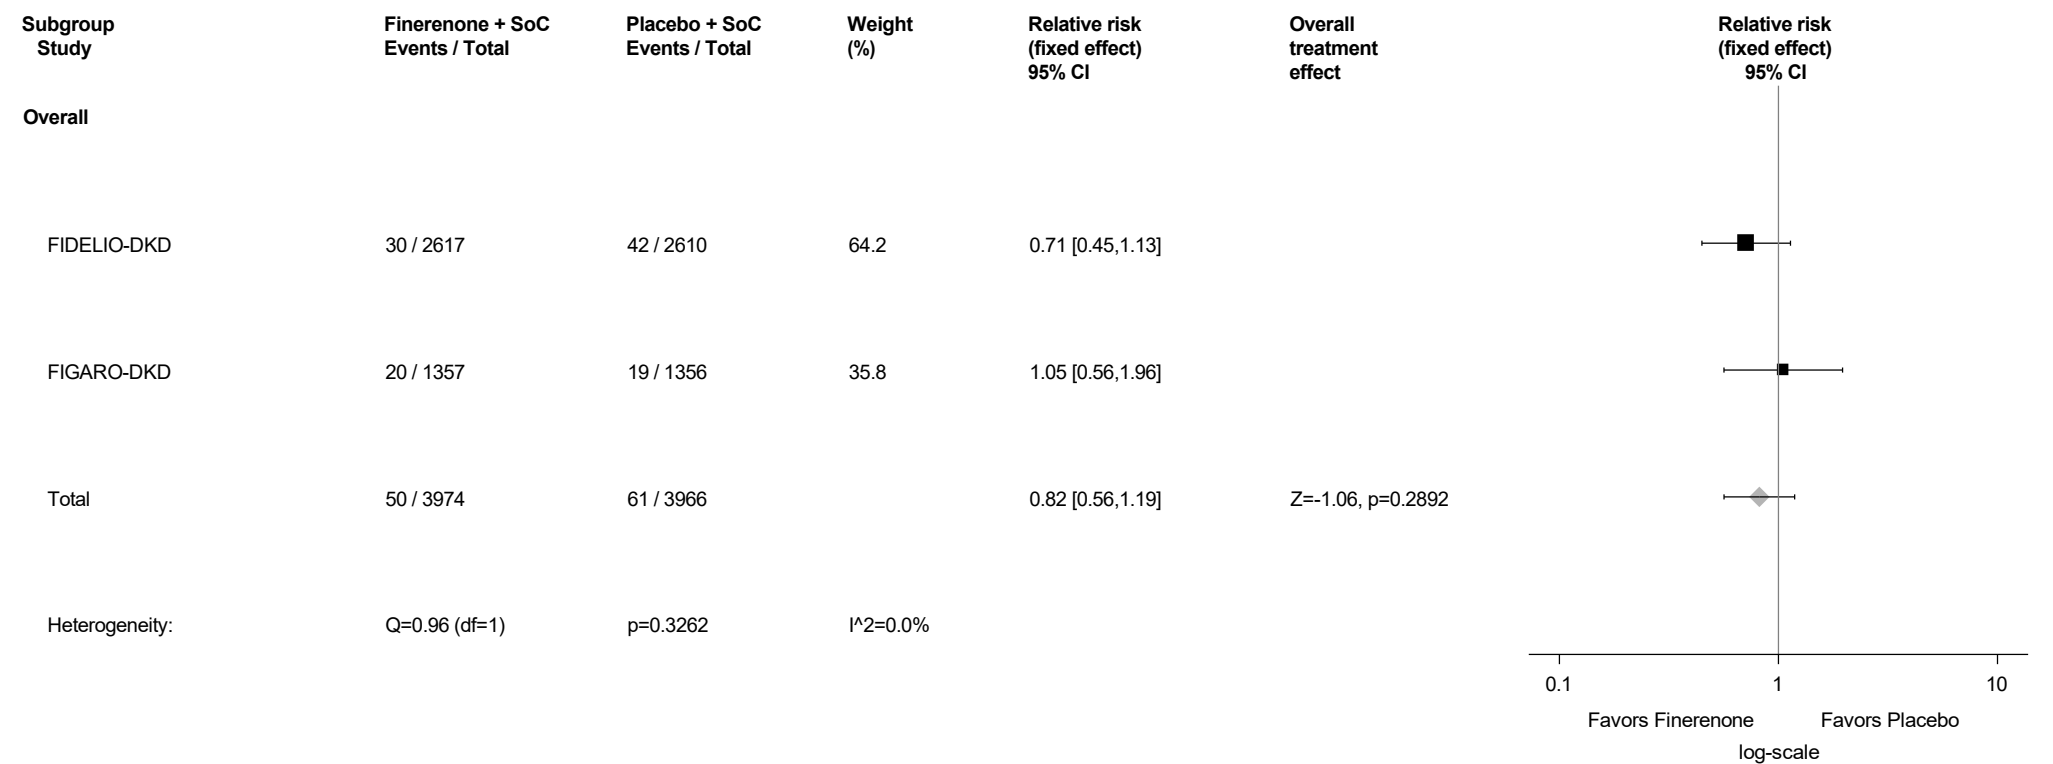 Subgroup Finerenone + SoC Placebo + SoC Weight Relative risk Overall Relative risk
Study Events / Total Events / Total (%) (fixed effect) treatment (fixed effect)
95% CI effect 95% CI
Overall
FIDELIO-DKD 30 / 2617 42 / 2610 64.2 0.71 [0.45,1.13]
FIGARO-DKD 20 / 1357 19 / 1356 35.8 1.05 [0.56,1.96]
Total 50 / 3974 61 / 3966 0.82 [0.56,1.19] Z=-1.06, p=0.2892
Heterogeneity: Q=0.96 (df=1) p=0.3262 I^2=0.0%
0.1 1 10
Favors Finerenone Favors Placebo
log-scale